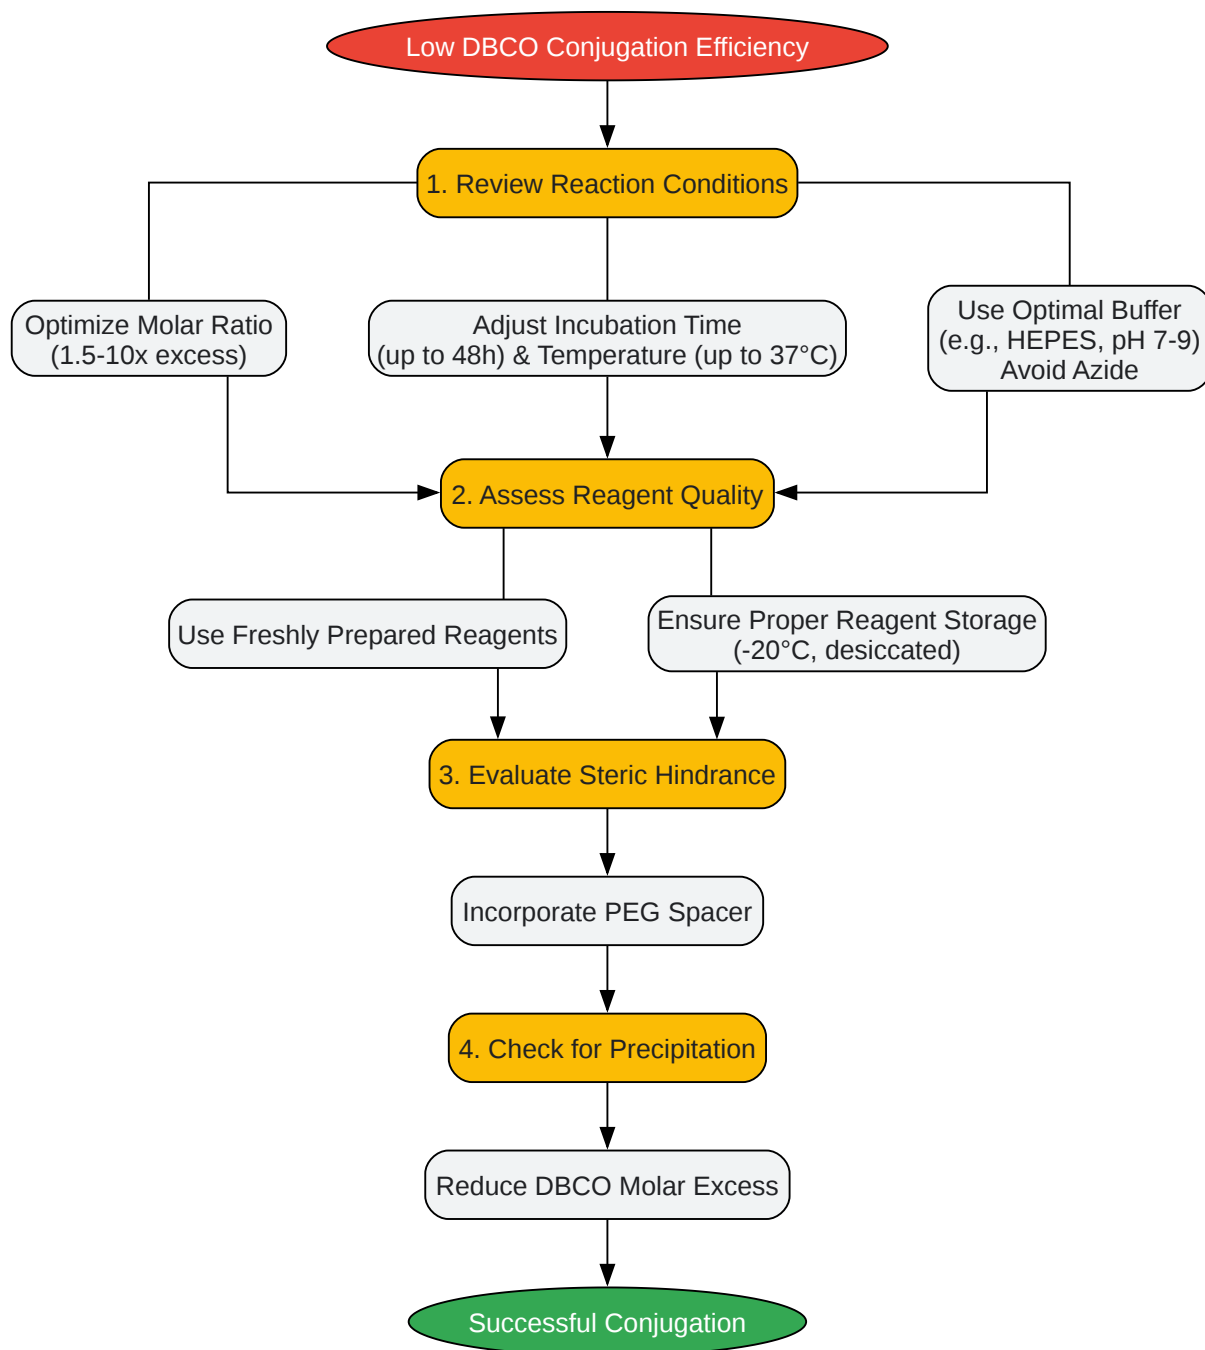 Low DBCO Conjugation Efficiency
1. Review Reaction Conditions
Optimize Molar Ratio
(1.5-10x excess)
Adjust Incubation Time
(up to 48h) & Temperature (up to 37°C)
Use Optimal Buffer
(e.g., HEPES, pH 7-9)
Avoid Azide
2. Assess Reagent Quality
Use Freshly Prepared Reagents
Ensure Proper Reagent Storage
(-20°C, desiccated)
3. Evaluate Steric Hindrance
Incorporate PEG Spacer
4. Check for Precipitation
Reduce DBCO Molar Excess
Successful Conjugation